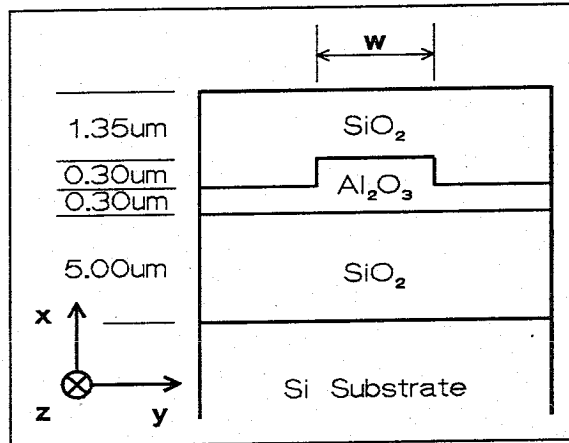 w
1.35um
SiO₂
0.30um
Al₂O₃
0.30um
5.00um
SiO₂
x
z
y
Si Substrate